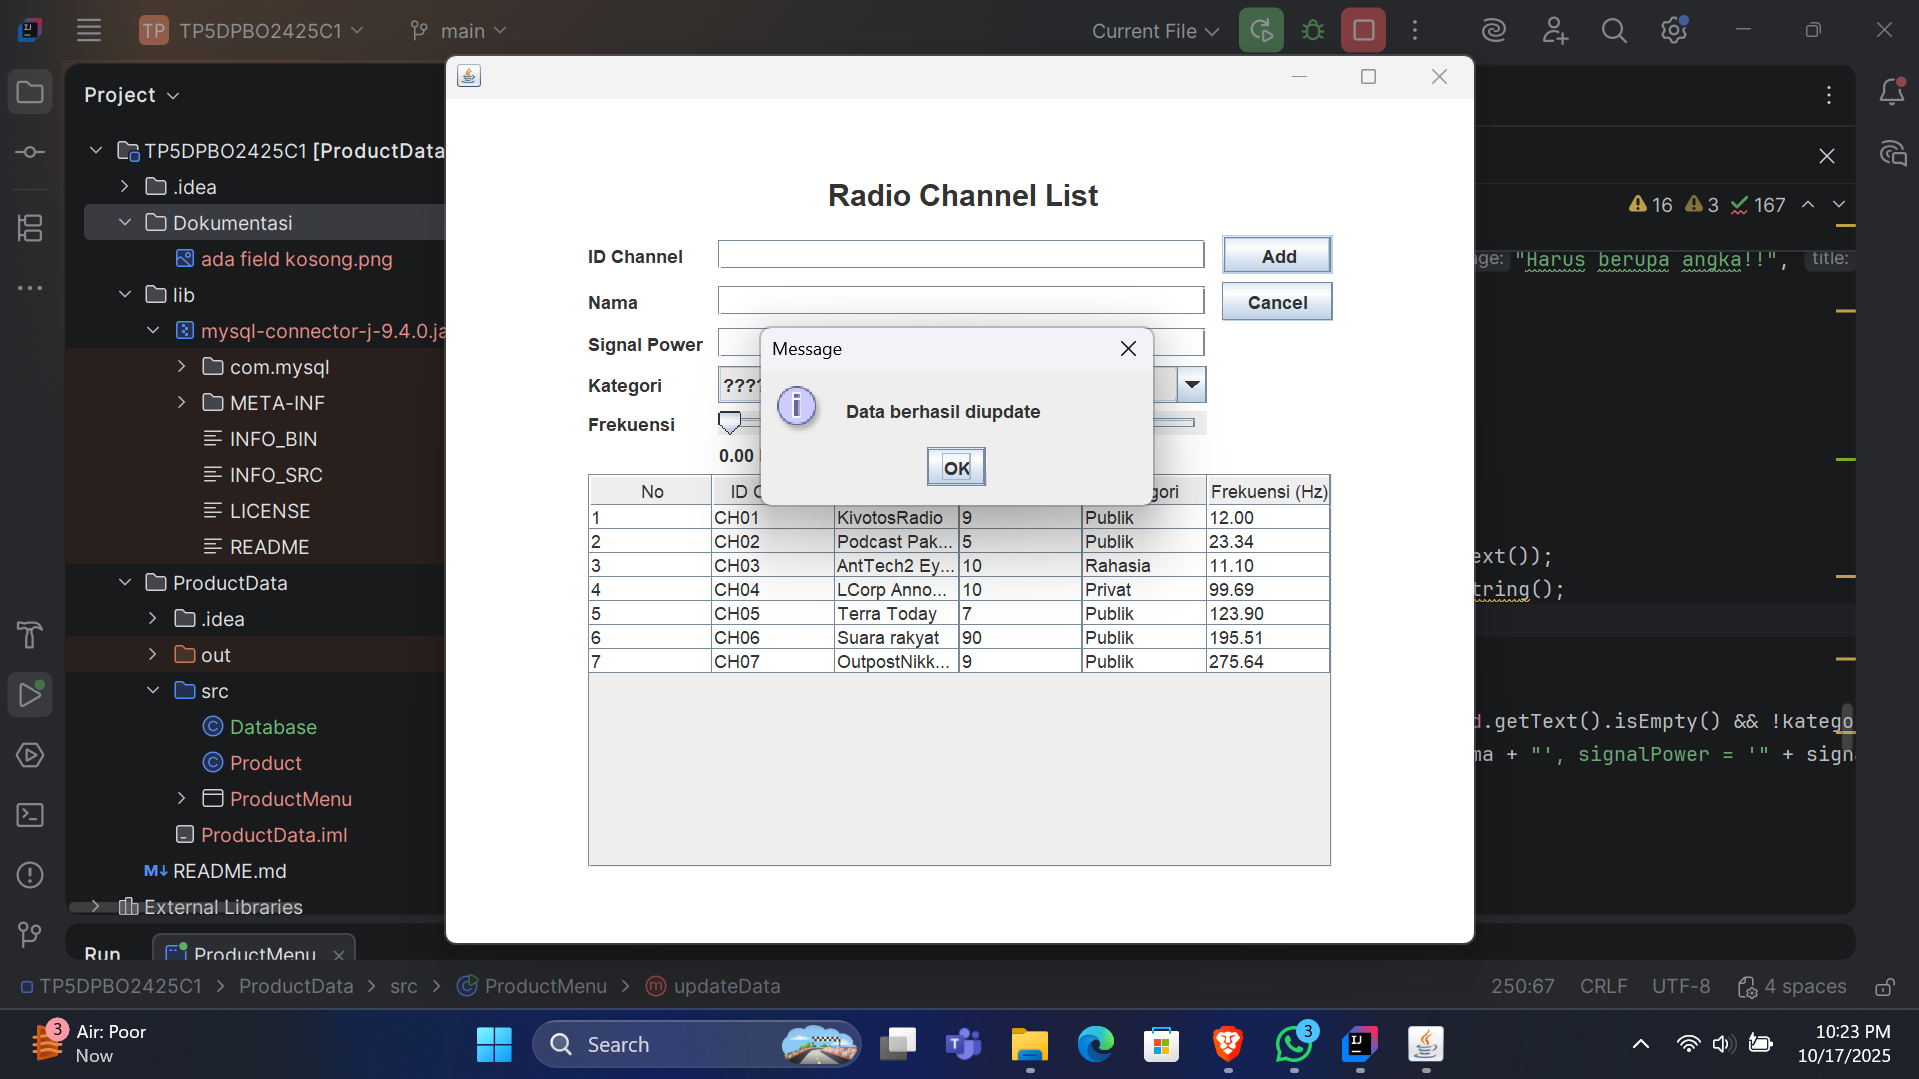 TP TP5DPBO2425C1 main Current File
Project
TP5DPBO2425C1 [ProductData
.idea
Dokumentasi
ada field kosong.png
lib
mysql-connector-j-9.4.0.ja
com.mysql
META-INF
INFO_BIN
INFO_SRC
LICENSE
README
ProductData
.idea
out
src
Database
Product
ProductMenu
ProductData.iml
README.md
External Libraries
Run ProductMenu
Radio Channel List
ID Channel Add
Nama Cancel
Signal Power
Kategori ????
Frekuensi
0.00
Message
Data berhasil diupdate
OK
No ID C gori Frekuensi (Hz)
1 CH01 KivotosRadio 9 Publik 12.00
2 CH02 Podcast Pak... 5 Publik 23.34
3 CH03 AntTech2 Ey... 10 Rahasia 11.10
4 CH04 LCorp Anno... 10 Privat 99.69
5 CH05 Terra Today 7 Publik 123.90
6 CH06 Suara rakyat 90 Publik 195.51
7 CH07 OutpostNikk... 9 Publik 275.64
16 3 167
age: "Harus berupa angka!!", title:
ext());
tring();
d.getText().isEmpty() && !katego
ma + "', signalPower = '" + sign
TP5DPBO2425C1 > ProductData > src > ProductMenu > updateData 250:67 CRLF UTF-8 4 spaces
3 Air: Poor
Now
Search
3
10:23 PM
10/17/2025